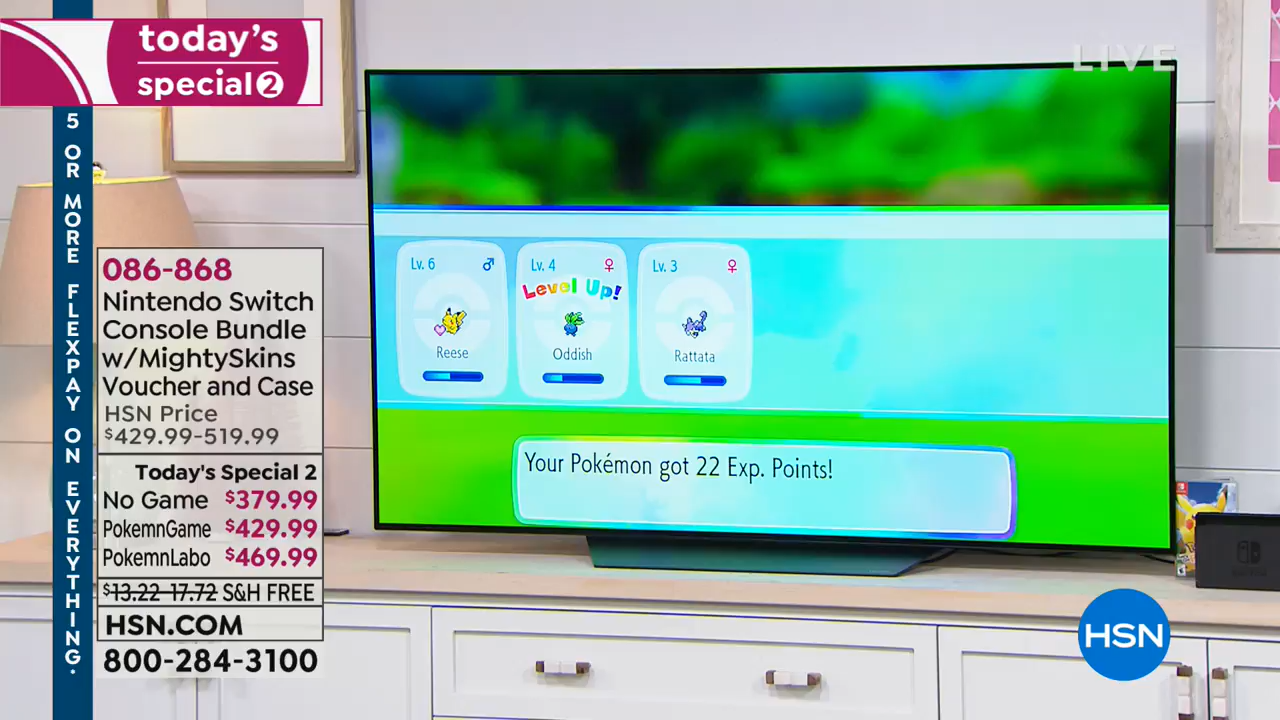 today's
special 2
LIVE
5 OR MORE FLEXPAY ON EVERYTHING.
086-868
Nintendo Switch
Console Bundle
w/MightySkins
Voucher and Case
HSN Price
$429.99-519.99
Today's Special 2
No Game $379.99
PokemnGame $429.99
PokemnLabo $469.99
$13.22-17.72 S&H FREE
HSN.COM
800-284-3100
Lv. 6 ♂
Reese
Lv. 4 ♀
Level Up!
Oddish
Lv. 3 ♀
Rattata
Your Pokémon got 22 Exp. Points!
HSN